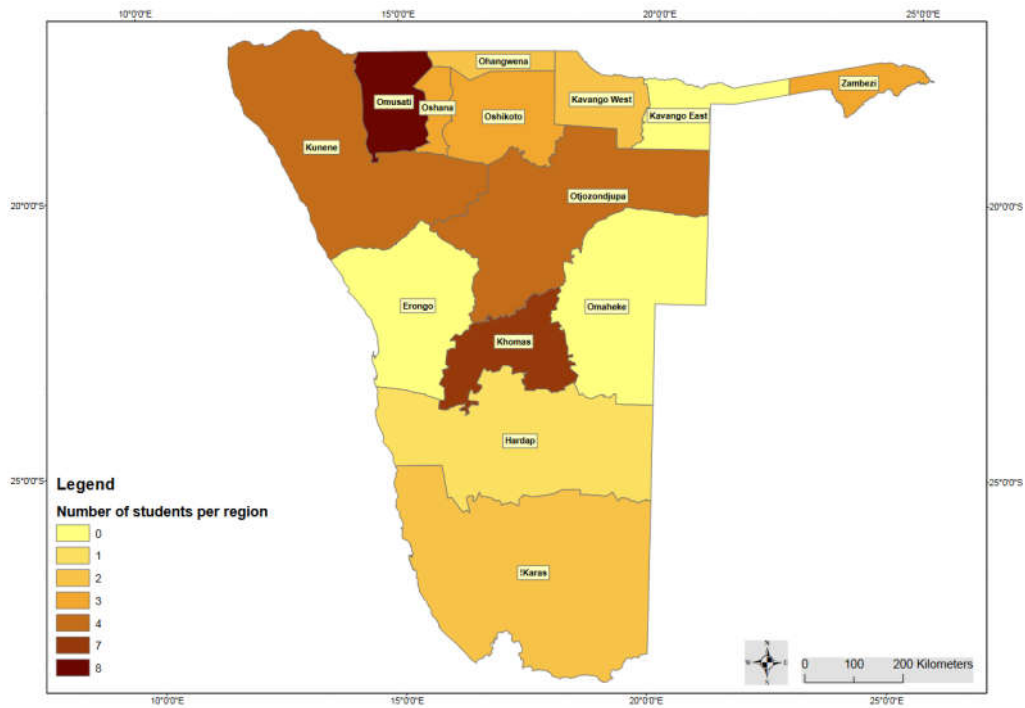 10°0'0"E 15°0'0"E 20°0'0"E 25°0'0"E
Ohangwena
Zambezi
Omusati
Oshana
Kavango West
Oshikoto
Kavango East
Kunene
Otjozondjupa
20°0'0"S 20°0'0"S
Erongo
Omaheke
Khomas
Hardap
25°0'0"S 25°0'0"S
!Karas
Legend
Number of students per region
0
1
2
3
4
7
8
N
W E
S
0 100 200 Kilometers
10°0'0"E 15°0'0"E 20°0'0"E 25°0'0"E